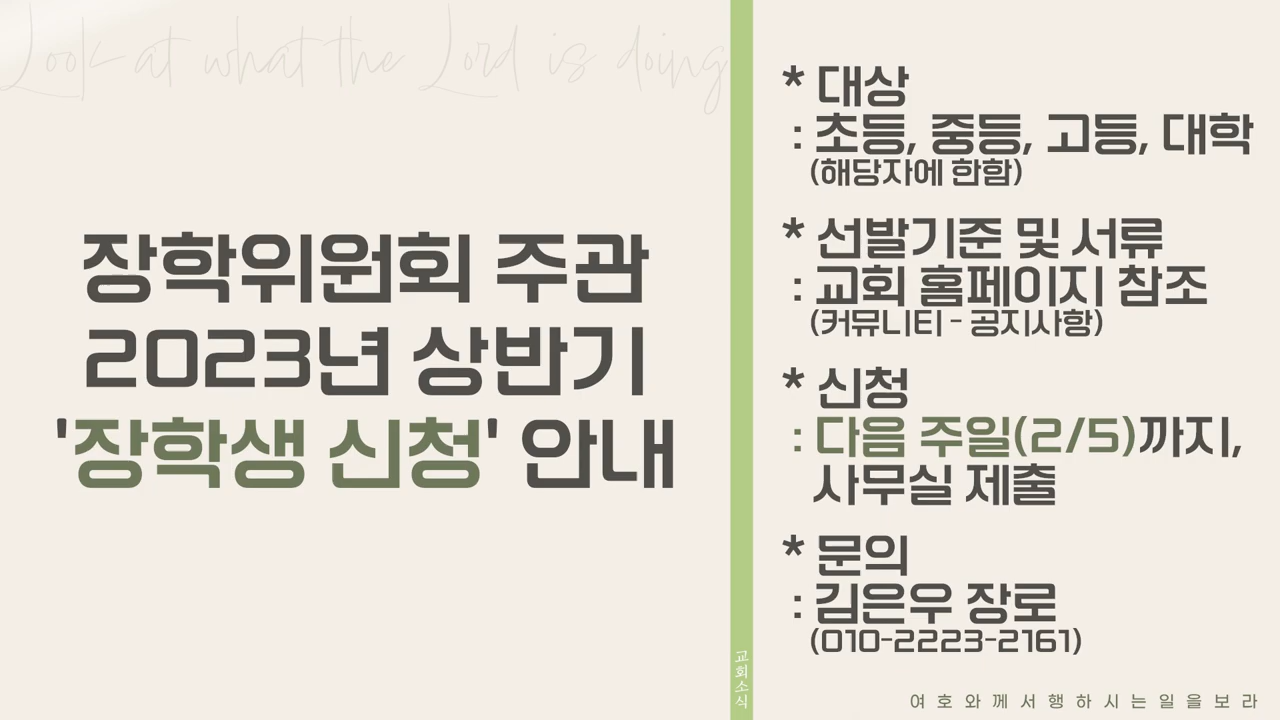 Look at what the Lord is doing
장학위원회 주관
2023년 상반기
'장학생 신청' 안내
* 대상
: 초등, 중등, 고등, 대학
(해당자에 한함)
* 선발기준 및 서류
: 교회 홈페이지 참조
(커뮤니티 - 공지사항)
* 신청
: 다음 주일(2/5)까지,
사무실 제출
* 문의
: 김은우 장로
(010-2223-2161)
교회소식
여호와께서행하시는일을보라